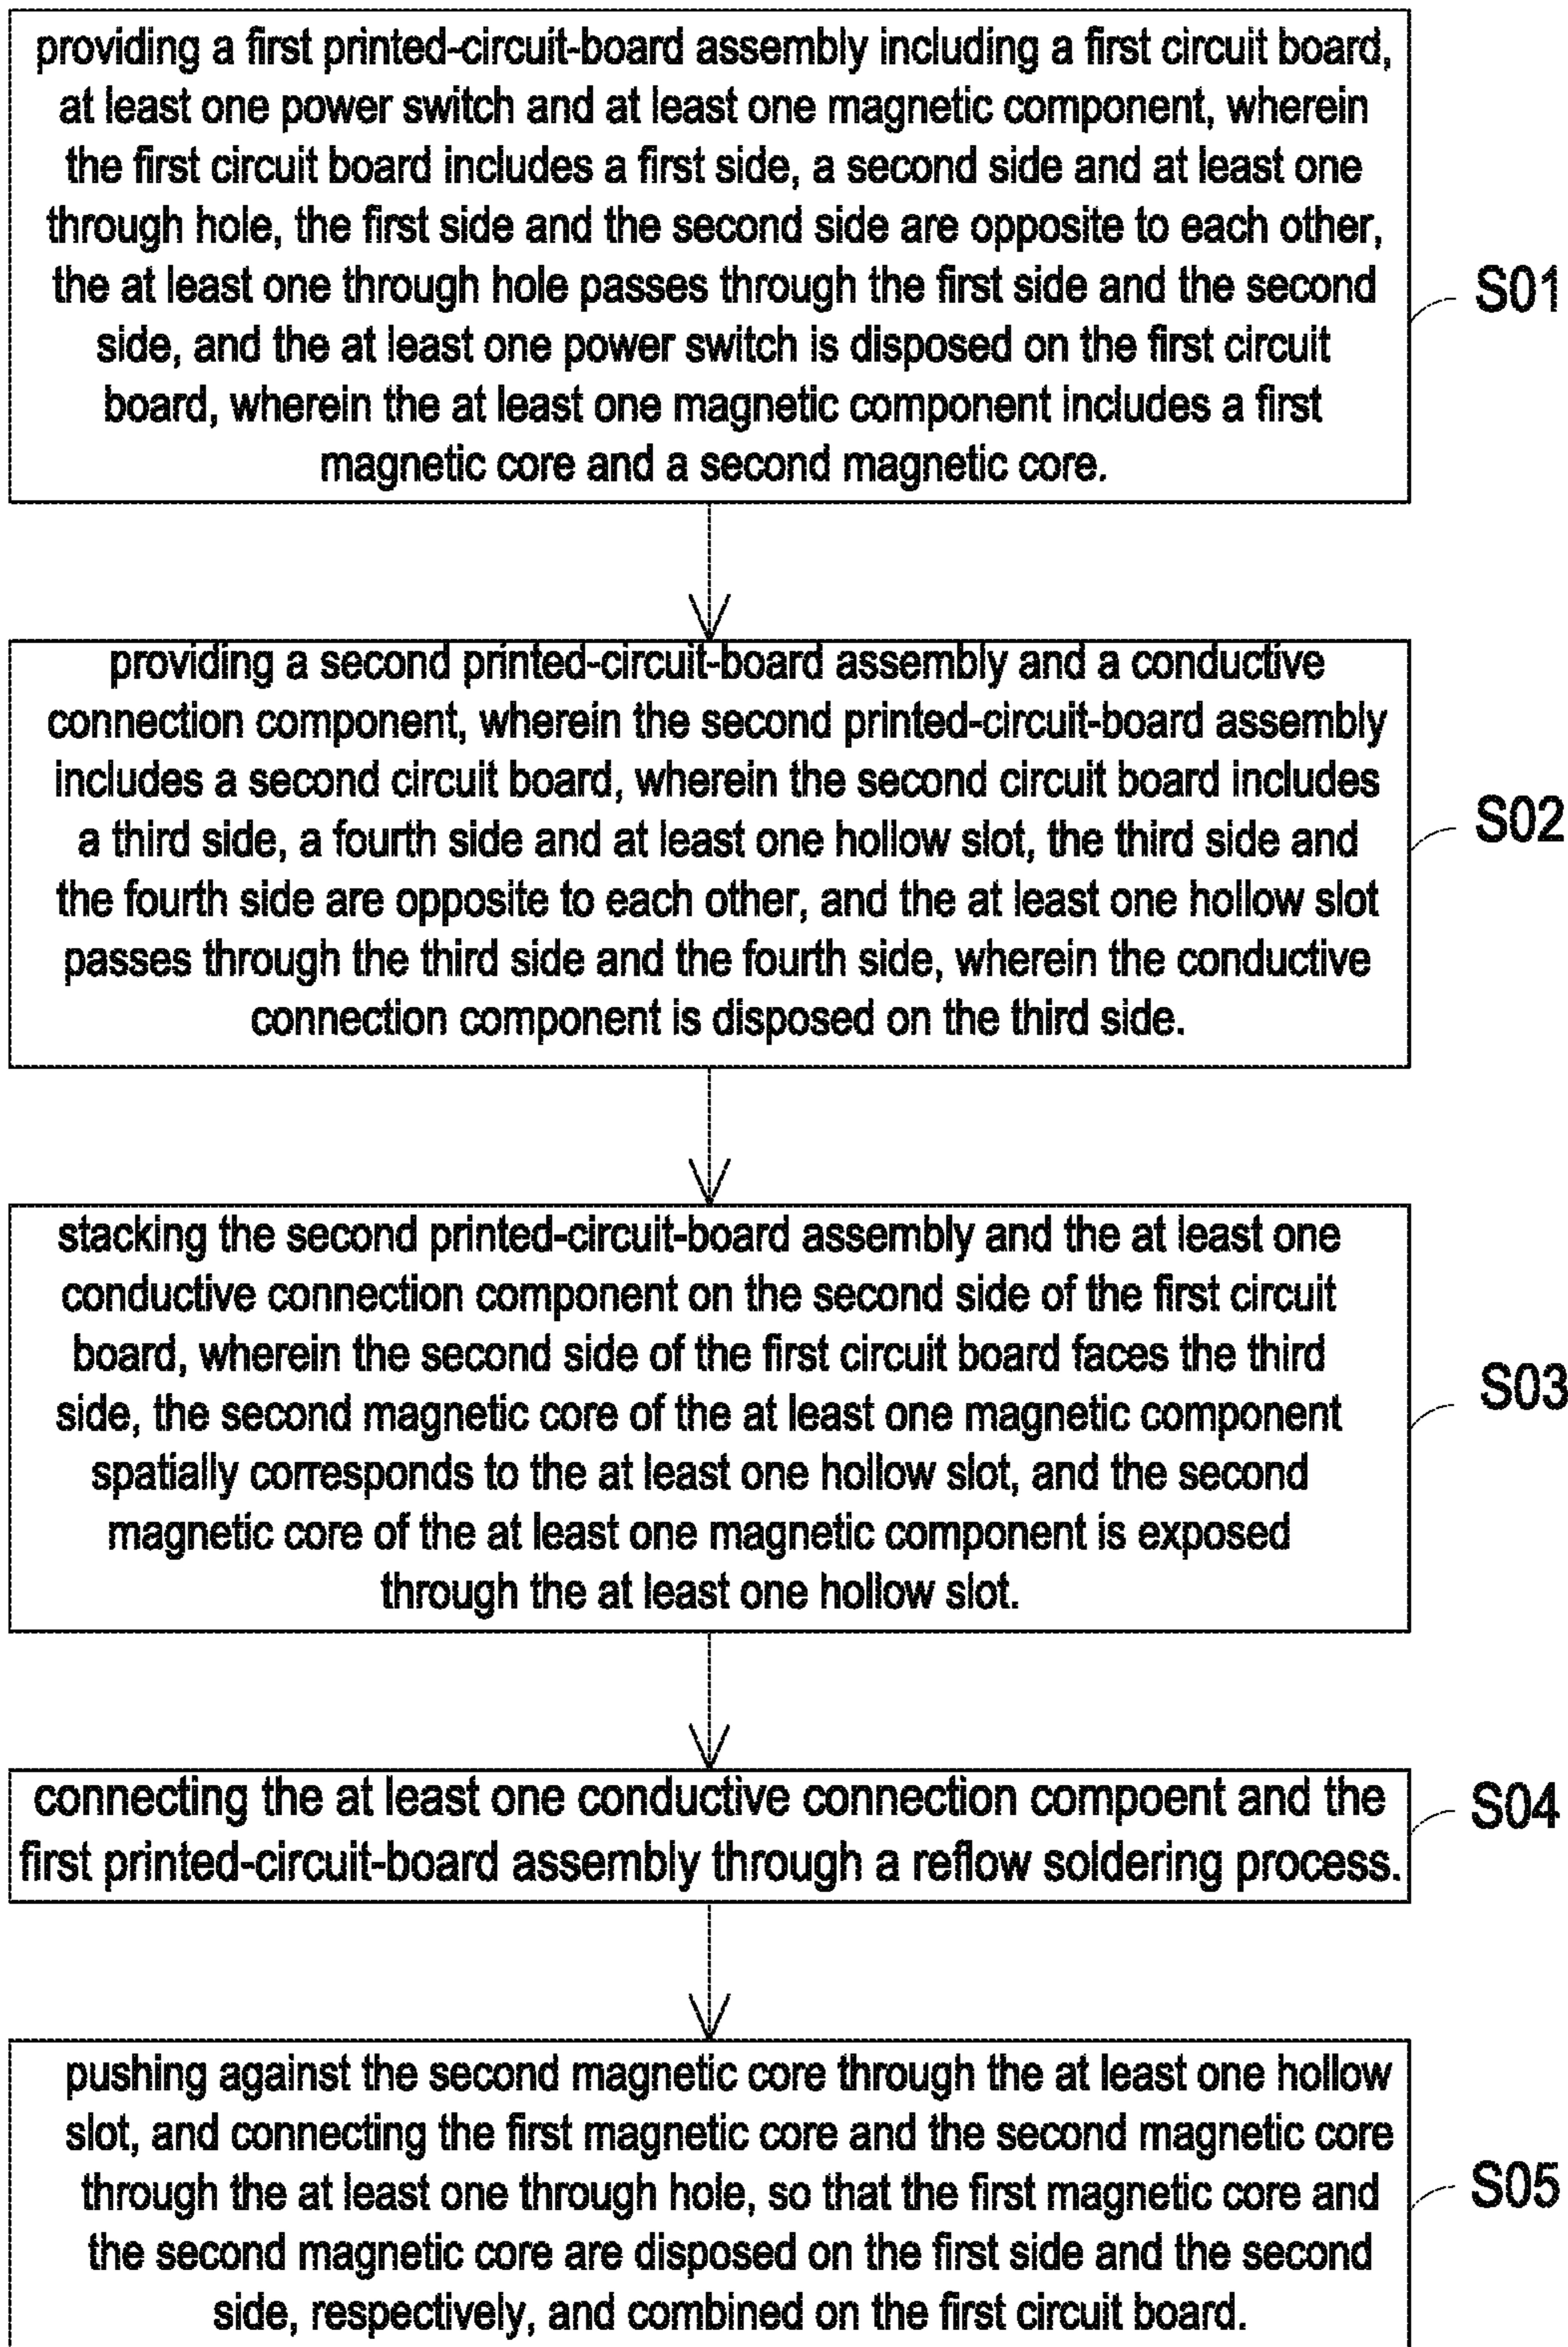 providing a first printed-circuit-board assembly including a first circuit board,
at least one power switch and at least one magnetic component, wherein
the first circuit board includes a first side, a second side and at least one
through hole, the first side and the second side are opposite to each other,
the at least one through hole passes through the first side and the second
side, and the at least one power switch is disposed on the first circuit
board, wherein the at least one magnetic component includes a first
magnetic core and a second magnetic core.
S01
providing a second printed-circuit-board assembly and a conductive
connection component, wherein the second printed-circuit-board assembly
includes a second circuit board, wherein the second circuit board includes
a third side, a fourth side and at least one hollow slot, the third side and
the fourth side are opposite to each other, and the at least one hollow slot
passes through the third side and the fourth side, wherein the conductive
connection component is disposed on the third side.
S02
stacking the second printed-circuit-board assembly and the at least one
conductive connection component on the second side of the first circuit
board, wherein the second side of the first circuit board faces the third
side, the second magnetic core of the at least one magnetic component
spatially corresponds to the at least one hollow slot, and the second
magnetic core of the at least one magnetic component is exposed
through the at least one hollow slot.
S03
connecting the at least one conductive connection compoent and the
first printed-circuit-board assembly through a reflow soldering process.
S04
pushing against the second magnetic core through the at least one hollow
slot, and connecting the first magnetic core and the second magnetic core
through the at least one through hole, so that the first magnetic core and
the second magnetic core are disposed on the first side and the second
side, respectively, and combined on the first circuit board.
S05